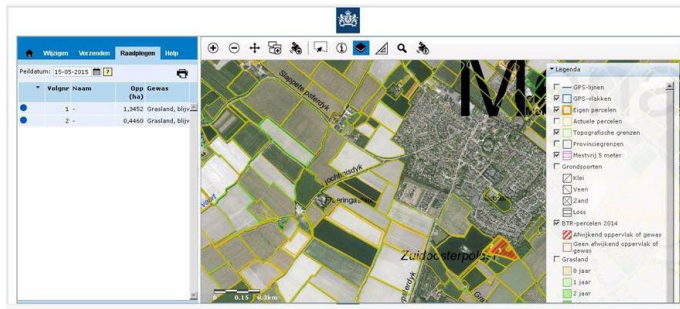 Wijzigen Verzenden Raadplegen Help
Peildatum: 15-05-2015 ?
Volgnr Naam Opp (ha) Gewas
1 - 1,3452 Grasland, blijv
2 - 0,4460 Grasland, blijv
Slappeterpsterdyk
Zuidoosterpolder
0 0.15 0.3km
Legenda
GPS-lijnen
GPS-vlakken
Eigen percelen
Actuele percelen
Topografische grenzen
Provinciegrenzen
Mestvrij 5 meter
Grondsoorten
Klei
Veen
Zand
Loss
BTR-percelen 2014
Afwijkend oppervlak of gewas
Geen afwijkend oppervlak of
gewas
Grasland
0 jaar
1 jaar
2 jaar